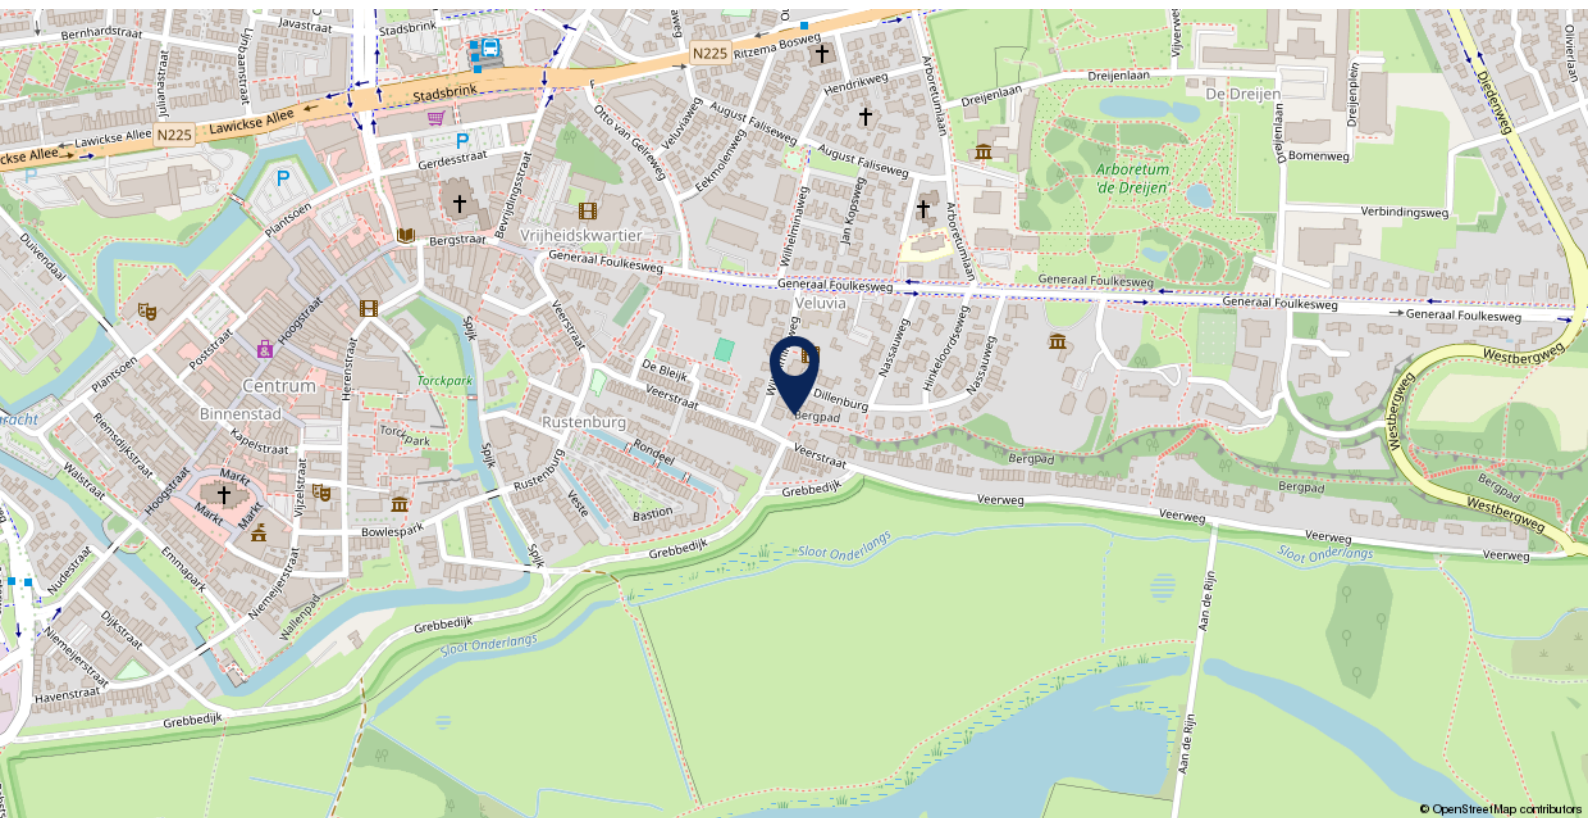 Bernhardstraat
Javastraat
Stadsbrink
Julianastraat
Lijnbaanstraat
N225
Ritzema Bosweg
Hendrikweg
Arboretumlaan
Dreijenlaan
Dreijenlaan
De Dreijen
Dreijenplein
Diedenweg
Olivierlaan
Stadsbrink
Lawickse Allee
N225
Lawickse Allee
P
Gerdesstraat
P
Otto van Gelreweg
Veluviaweg
August Faliseweg
Eekmolenweg
August Faliseweg
Jan Kopsweg
Wilhelminaweg
Arboretumlaan
Arboretum
'de Dreijen'
Dreijenlaan
Bomenweg
Verbindingsweg
Plantsoen
Bevrijdingsstraat
Bergstraat
Vrijheidskwartier
Generaal Foulkesweg
Generaal Foulkesweg
Generaal Foulkesweg
Generaal Foulkesweg
Generaal Foulkesweg
Veluvia
Duivendaal
Hoogstraat
Poststraat
Plantsoen
Herenstraat
Spijk
Veerstraat
Centrum
Binnenstad
Torckpark
Torckpark
De Bleijk
Veerstraat
Rustenburg
Nassauweg
Hinkeloordseweg
Nassauweg
Dillenburg
Bergpad
Westbergweg
Westbergweg
Riemsdijkstraat
Kapelstraat
Walstraat
Hoogstraat
Markt
Markt
Markt
Vijzelstraat
Spijk
Rustenburg
Rondeel
Veste
Bastion
Veerstraat
Bergpad
Bergpad
Bergpad
Westbergweg
Grebbedijk
Veerweg
Veerweg
Veerweg
Veerweg
Bowlespark
Spijk
Grebbedijk
Sloot Onderlangs
Sloot Onderlangs
Nudestraat
Emmapark
Niemeijerstraat
Wallenpad
Dijkstraat
Niemeijerstraat
Grebbedijk
Sloot Onderlangs
Havenstraat
Grebbedijk
Aan de Rijn
Aan de Rijn
© OpenStreetMap contributors